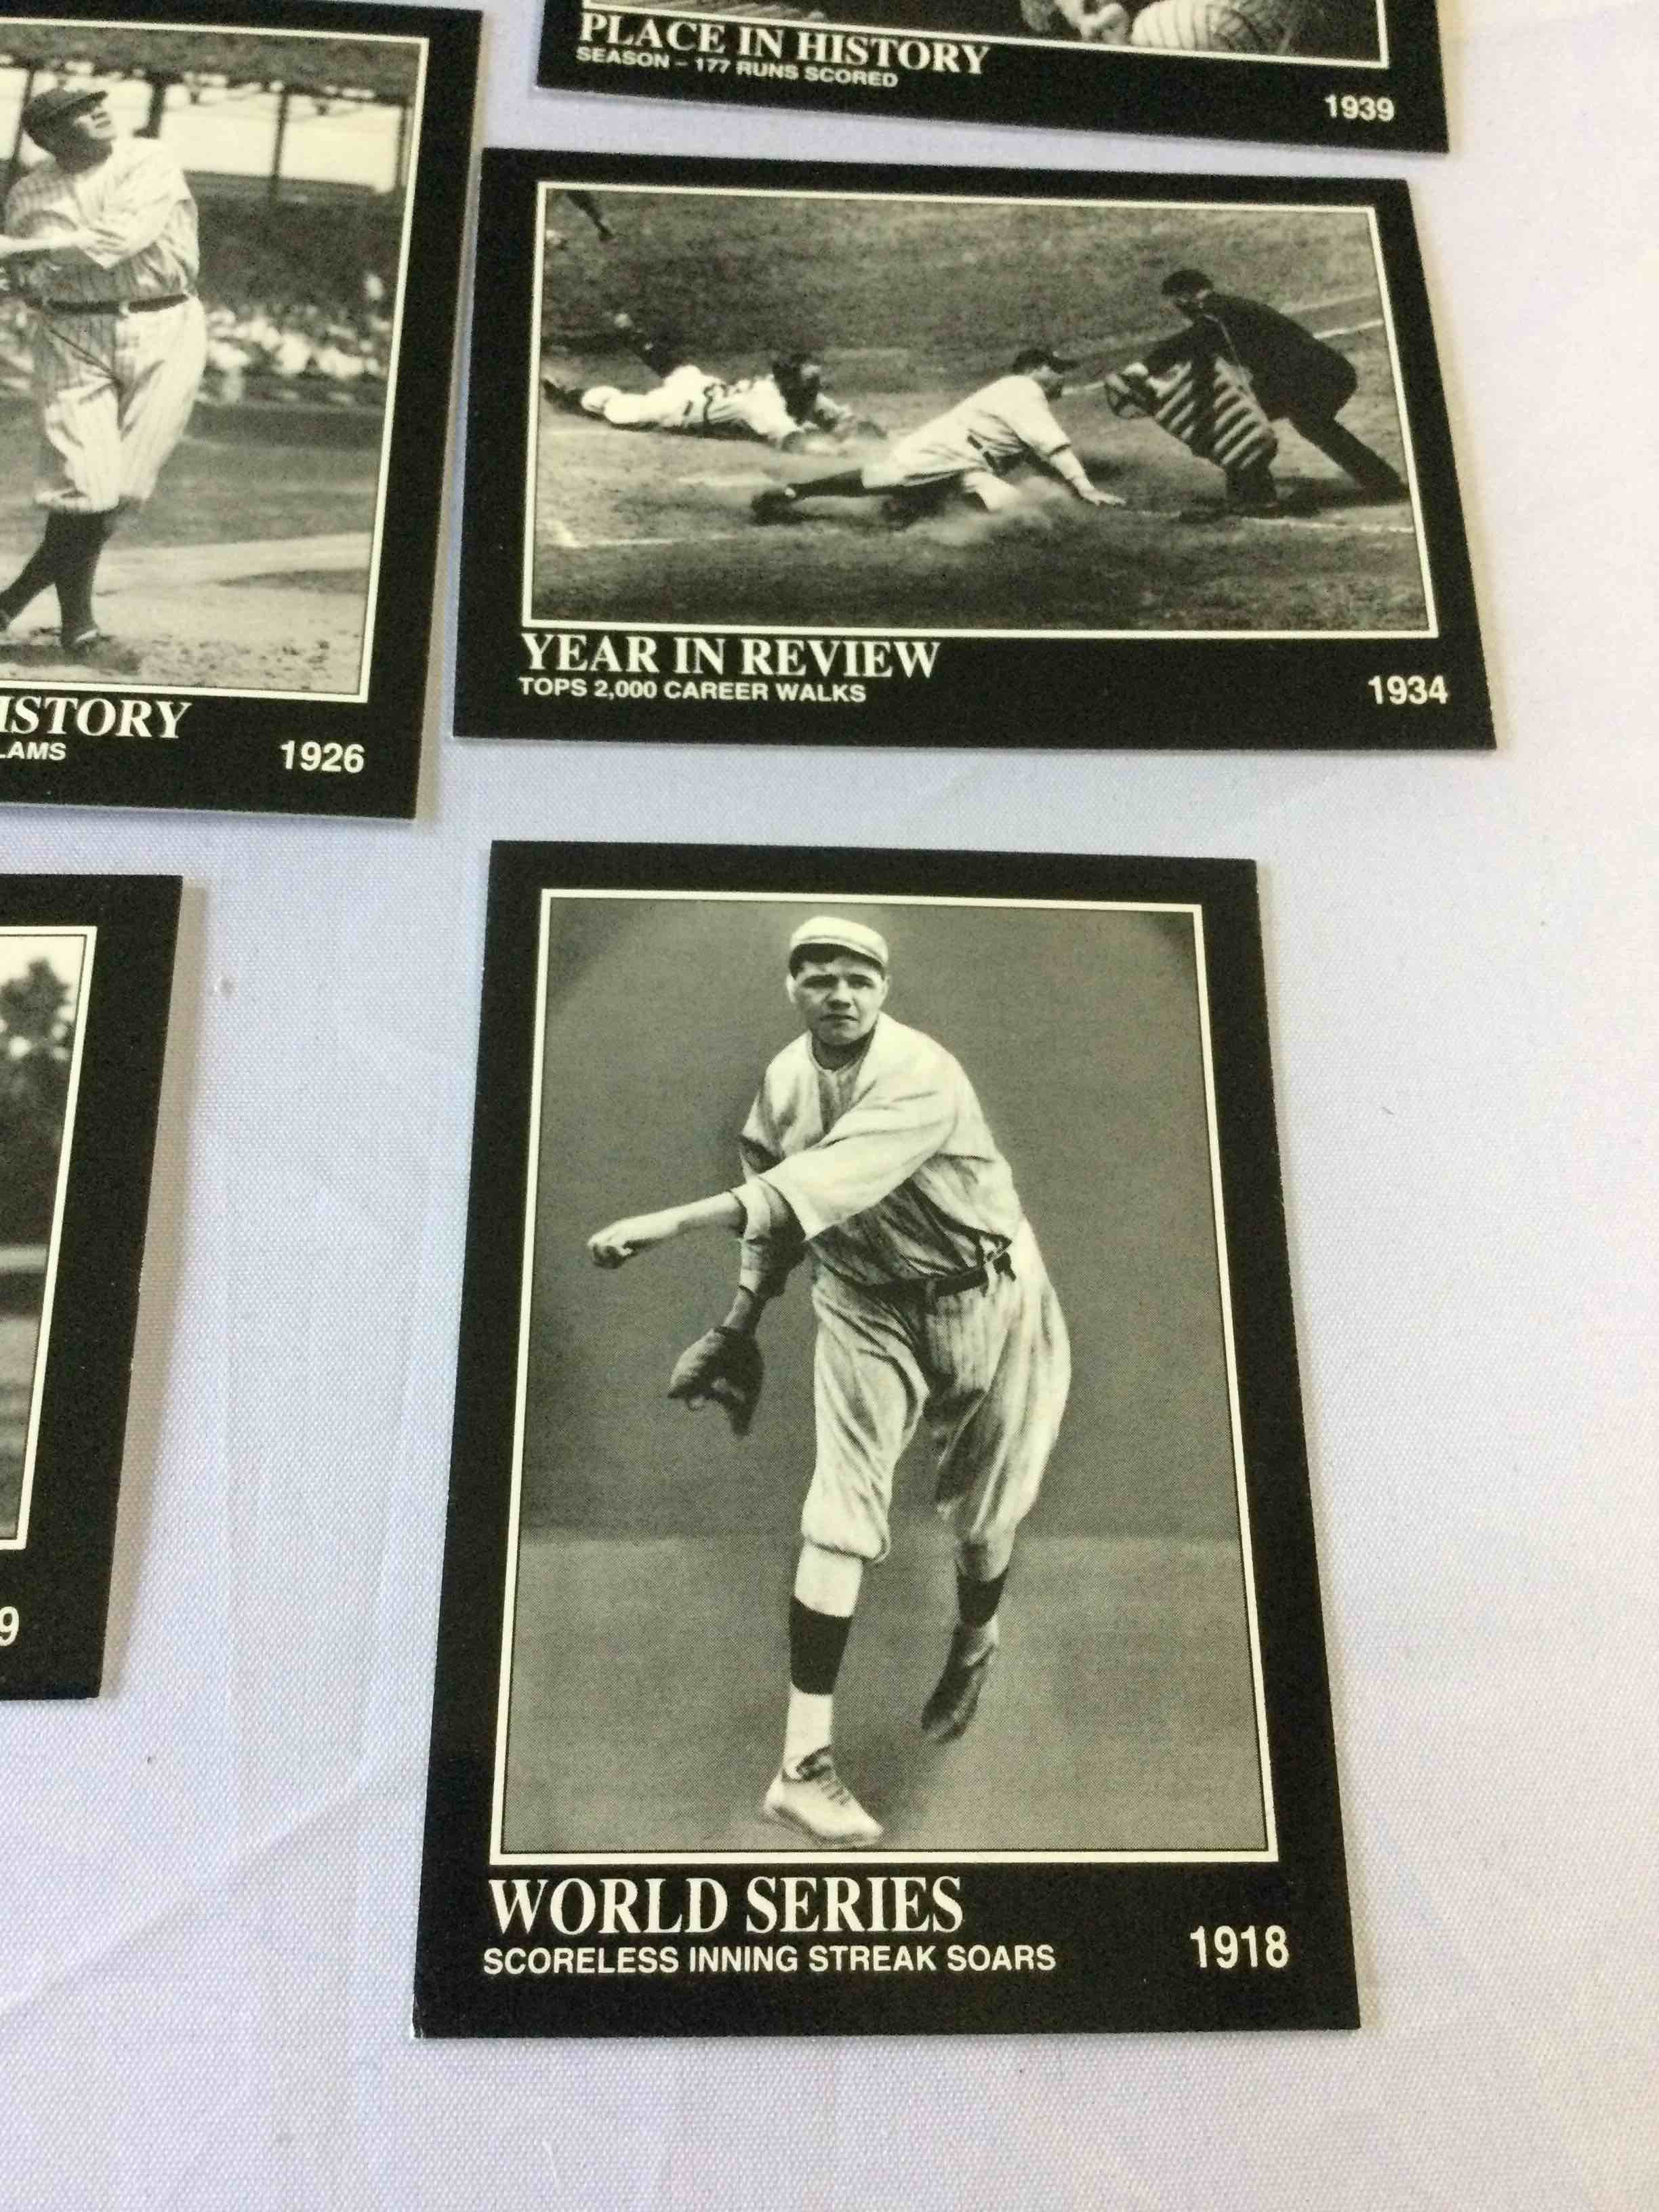 PLACE IN HISTORY
SEASON – 177 RUNS SCORED
1939
YEAR IN REVIEW
TOPS 2,000 CAREER WALKS
1934
ISTORY
LAMS
1926
9
WORLD SERIES
SCORELESS INNING STREAK SOARS
1918